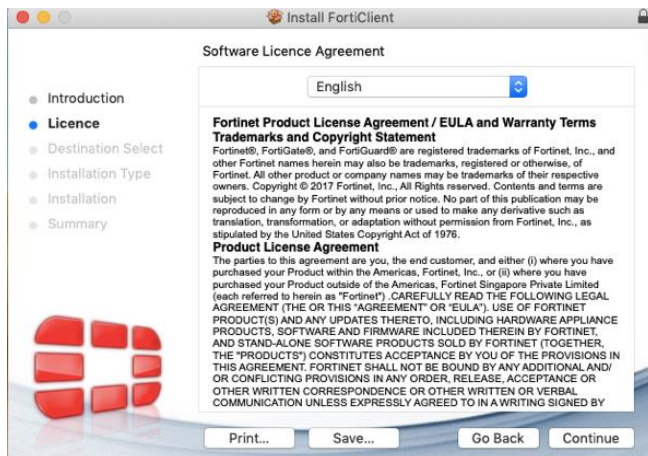 Install FortiClient
Software Licence Agreement
English
Introduction
Licence
Destination Select
Installation Type
Installation
Summary
Fortinet Product License Agreement / EULA and Warranty Terms
Trademarks and Copyright Statement
Fortinet®, FortiGate®, and FortiGuard® are registered trademarks of Fortinet, Inc., and
other Fortinet names herein may also be trademarks, registered or otherwise, of
Fortinet. All other product or company names may be trademarks of their respective
owners. Copyright © 2017 Fortinet, Inc., All Rights reserved. Contents and terms are
subject to change by Fortinet without prior notice. No part of this publication may be
reproduced in any form or by any means or used to make any derivative such as
translation, transformation, or adaptation without permission from Fortinet, Inc., as
stipulated by the United States Copyright Act of 1976.
Product License Agreement
The parties to this agreement are you, the end customer, and either (i) where you have
purchased your Product within the Americas, Fortinet, Inc., or (ii) where you have
purchased your Product outside of the Americas, Fortinet Singapore Private Limited
(each referred to herein as "Fortinet") .CAREFULLY READ THE FOLLOWING LEGAL
AGREEMENT (THE OR THIS “AGREEMENT” OR “EULA”). USE OF FORTINET
PRODUCT(S) AND ANY UPDATES THERETO, INCLUDING HARDWARE APPLIANCE
PRODUCTS, SOFTWARE AND FIRMWARE INCLUDED THEREIN BY FORTINET,
AND STAND-ALONE SOFTWARE PRODUCTS SOLD BY FORTINET (TOGETHER,
THE "PRODUCTS") CONSTITUTES ACCEPTANCE BY YOU OF THE PROVISIONS IN
THIS AGREEMENT. FORTINET SHALL NOT BE BOUND BY ANY ADDITIONAL AND/
OR CONFLICTING PROVISIONS IN ANY ORDER, RELEASE, ACCEPTANCE OR
OTHER WRITTEN CORRESPONDENCE OR OTHER WRITTEN OR VERBAL
COMMUNICATION UNLESS EXPRESSLY AGREED TO IN A WRITING SIGNED BY
Print...
Save...
Go Back
Continue